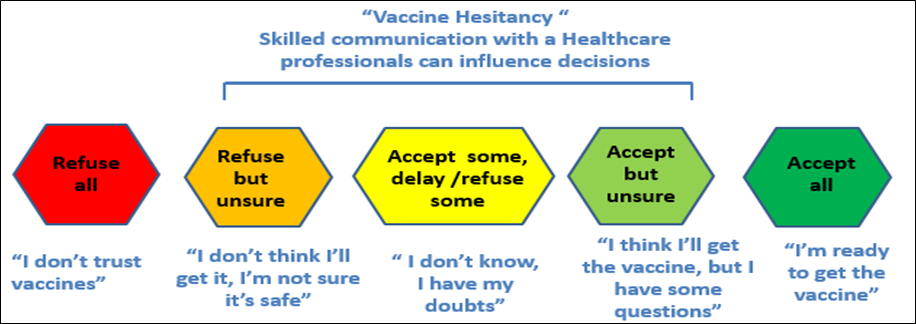 “Vaccine Hesitancy “
Skilled communication with a Healthcare
professionals can influence decisions
Refuse
all
Refuse
but
unsure
Accept some,
delay /refuse
some
Accept
but
unsure
Accept
all
“I don’t trust
vaccines”
“I don’t think I’ll
get it, I’m not sure
it’s safe”
“ I don’t know,
I have my
doubts”
“I think I’ll get
the vaccine, but I
have some
questions”
“I’m ready
to get the
vaccine”